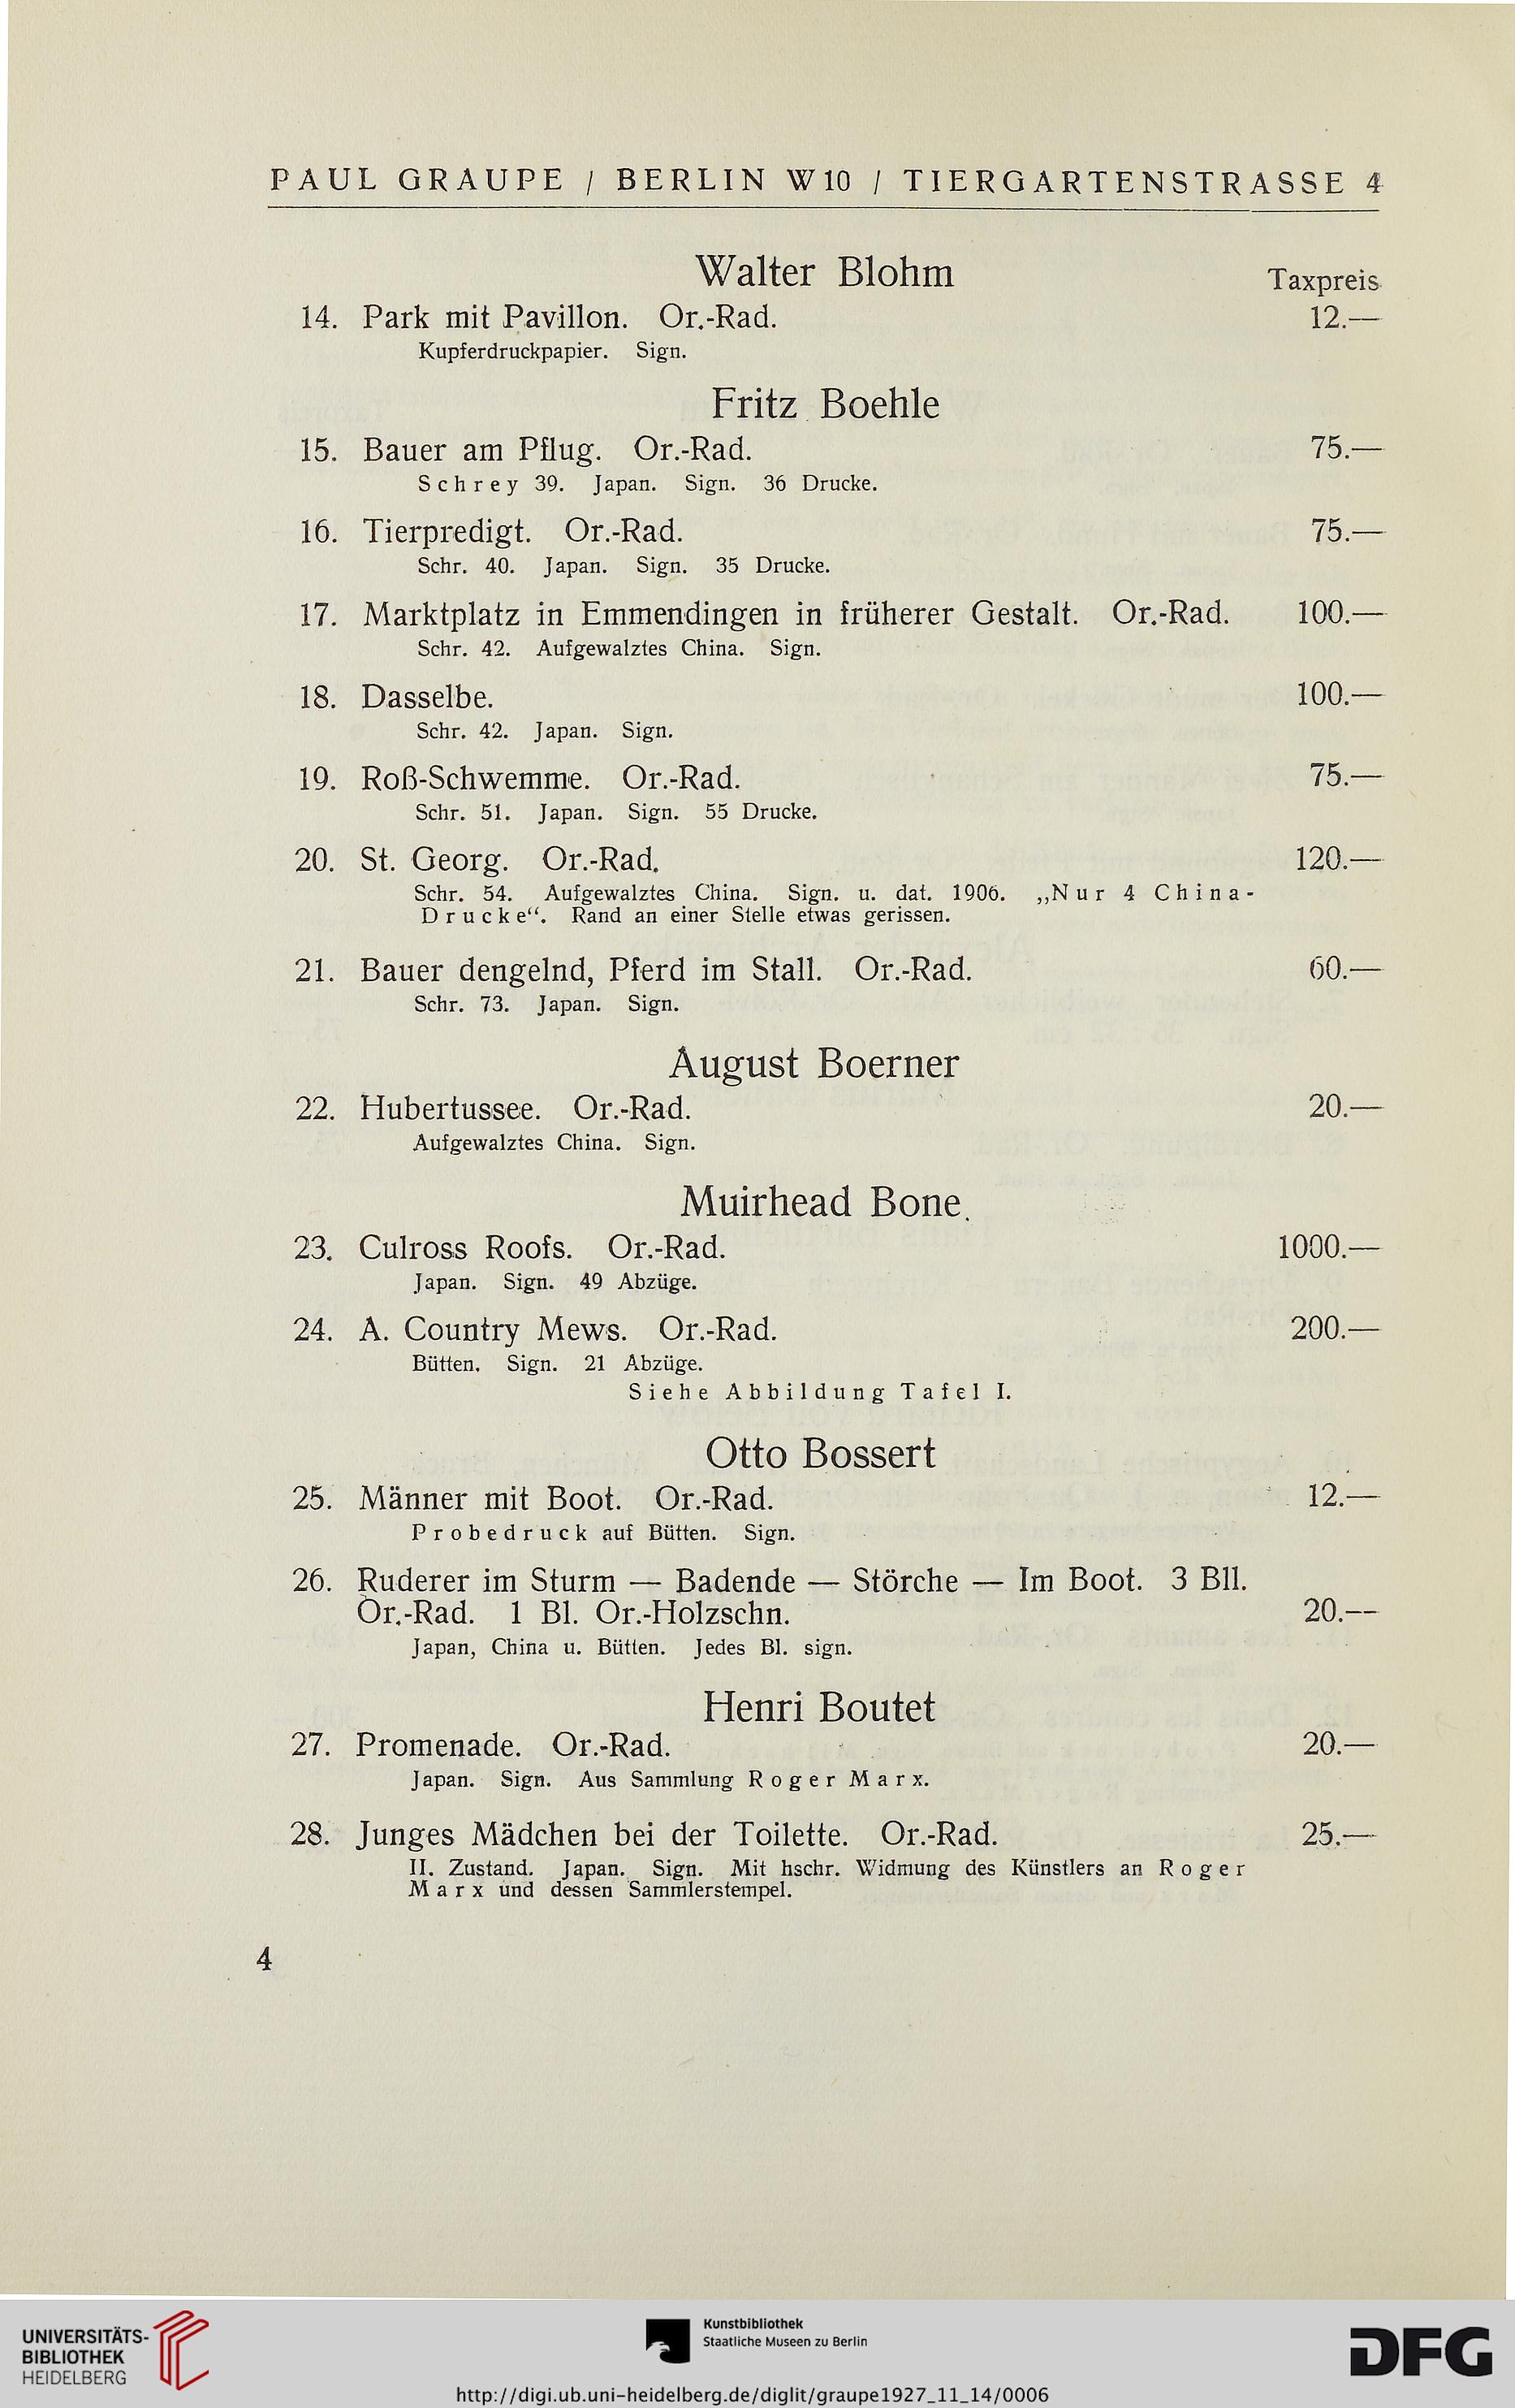 PAUL GRAUPE / BERLIN W10 / TIERGARTENSTRASSE 4
Walter Blohm
Taxpreis
14. Park mit Pavillon. Or.-Rad. 12.—
Kupferdruckpapier. Sign.
Fritz Boehle
15. Bauer am Pflug. Or.-Rad. 75.—
Schrey 39. Japan. Sign. 36 Drucke.
16. Tierpredigt. Or.-Rad. 75.—
Schr. 40. Japan. Sign. 35 Drucke.
17. Marktplatz in Emmendingen in früherer Gestalt. Or.-Rad. 100.—
Schr. 42. Aufgewalztes China. Sign.
18. Dasselbe. 100.—
Schr. 42. Japan. Sign.
19. Roß-Schwemme. Or.-Rad. 75.—
Schr. 51. Japan. Sign. 55 Drucke.
20. St. Georg. Or.-Rad. 120.—
Schr. 54. Aufgewalztes China. Sign. u. dat. 1906. „Nur 4 China-
Drucke“. Rand an einer Stelle etwas gerissen.
21. Bauer dengelnd, Pferd im Stall. Or.-Rad. 60.—
Schr. 73. Japan. Sign.
August Boerner
22. Hubertussee. Or.-Rad. 20.—
Aufgewalztes China. Sign.
Muirhead Bone
23. Culross Roofs. Or.-Rad. 1000.—
Japan. Sign. 49 Abzüge.
24. A. Country Mews. Or.-Rad. 200.—
Bütten. Sign. 21 Abzüge.
Siehe Abbildung Tafel I.
Otto Bossert
25. Männer mit Boot. Or.-Rad. 12.—
Probedruck auf Bütten. Sign.
26. Ruderer im Sturm — Badende — Störche — Im Boot. 3 Bll.
Or.-Rad. 1 Bl. Or.-Holzschn. 20.—
Japan, China u. Bütten. Jedes Bl. sign.
Henri Boutet
27. Promenade. Or.-Rad. 20.—
Japan. Sign. Aus Sammlung Roger Marx.
28. Junges Mädchen bei der Toilette. Or.-Rad. 25.—
II. Zustand. Japan. Sign. Mit hschr. Widmung des Künstlers an Roger
Marx und dessen Sammlerstempel.
4
UNIVERSITÄTS-
BIBLIOTHEK
HEIDELBERG
Kunstbibliothek
Staatliche Museen zu Berlin
DFG
http://digi.ub.uni-heidelberg.de/diglit/graupe1927_11_14/0006